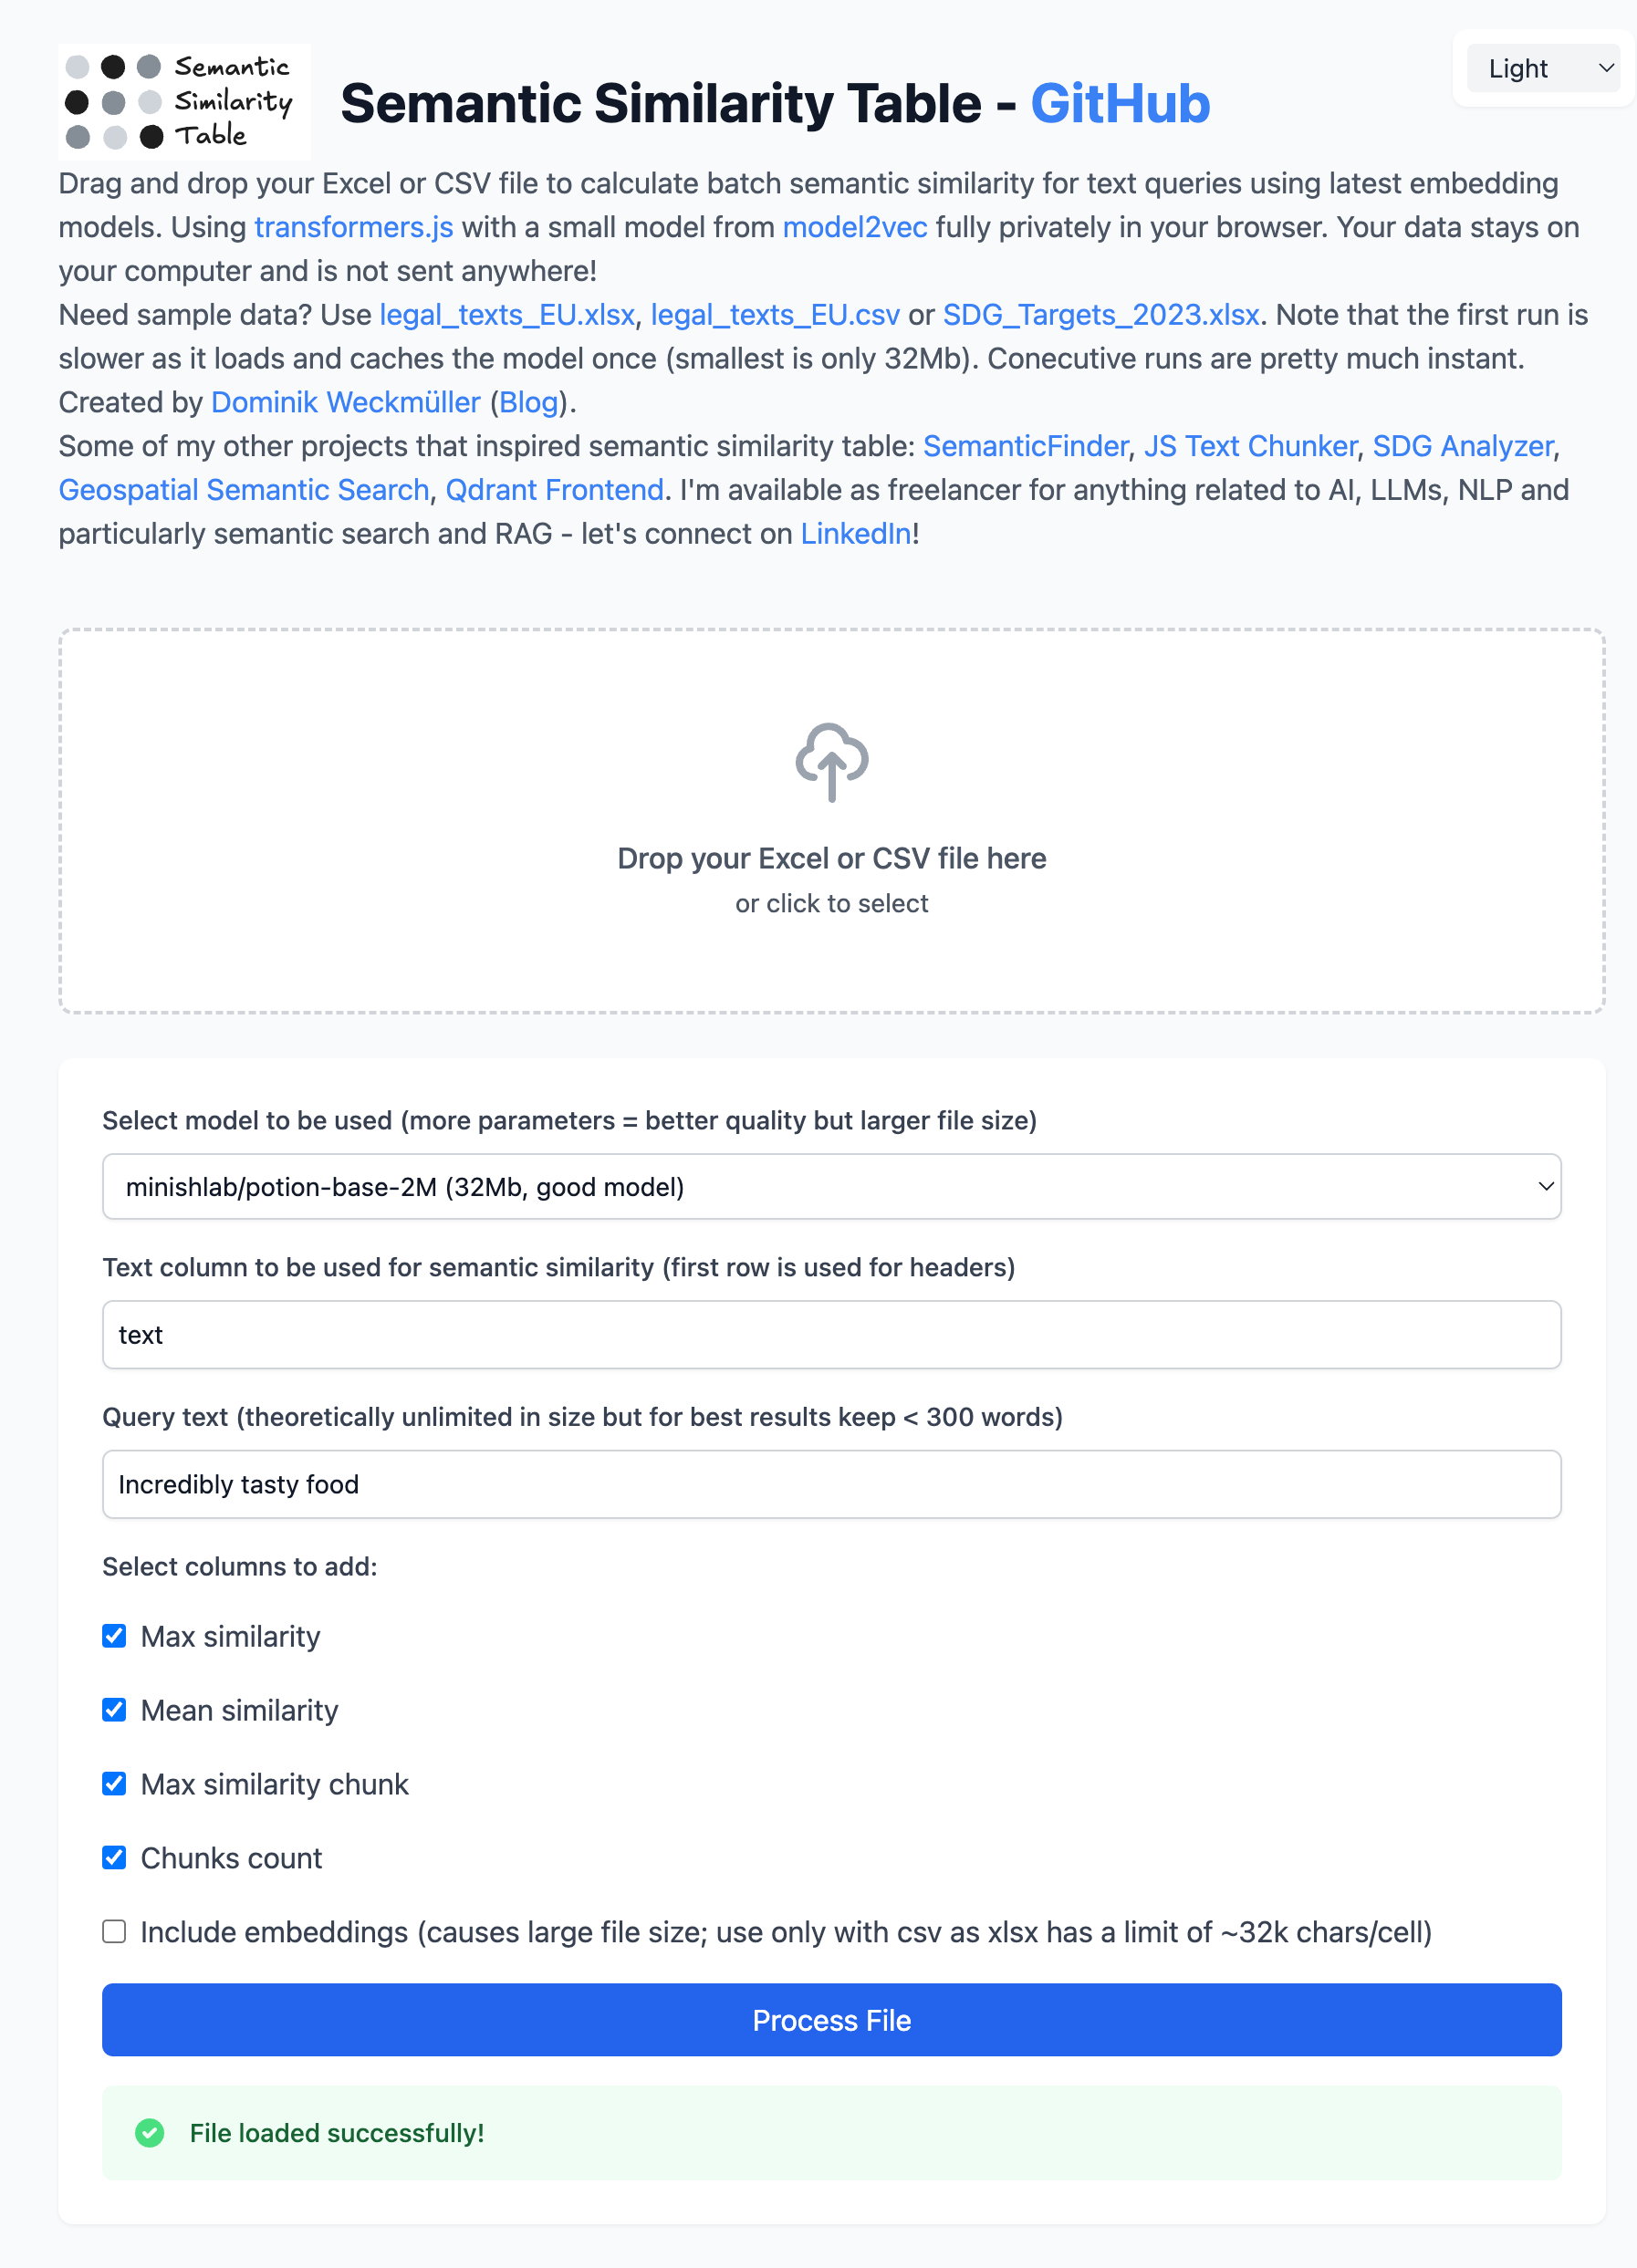 Semantic
Similarity
Table
Semantic Similarity Table - GitHub
Light
Drag and drop your Excel or CSV file to calculate batch semantic similarity for text queries using latest embedding
models. Using transformers.js with a small model from model2vec fully privately in your browser. Your data stays on
your computer and is not sent anywhere!
Need sample data? Use legal_texts_EU.xlsx, legal_texts_EU.csv or SDG_Targets_2023.xlsx. Note that the first run is
slower as it loads and caches the model once (smallest is only 32Mb). Conecutive runs are pretty much instant.
Created by Dominik Weckmüller (Blog).
Some of my other projects that inspired semantic similarity table: SemanticFinder, JS Text Chunker, SDG Analyzer,
Geospatial Semantic Search, Qdrant Frontend. I'm available as freelancer for anything related to AI, LLMs, NLP and
particularly semantic search and RAG - let's connect on LinkedIn!
Drop your Excel or CSV file here
or click to select
Select model to be used (more parameters = better quality but larger file size)
minishlab/potion-base-2M (32Mb, good model)
Text column to be used for semantic similarity (first row is used for headers)
text
Query text (theoretically unlimited in size but for best results keep < 300 words)
Incredibly tasty food
Select columns to add:
Max similarity
Mean similarity
Max similarity chunk
Chunks count
Include embeddings (causes large file size; use only with csv as xlsx has a limit of ~32k chars/cell)
Process File
File loaded successfully!